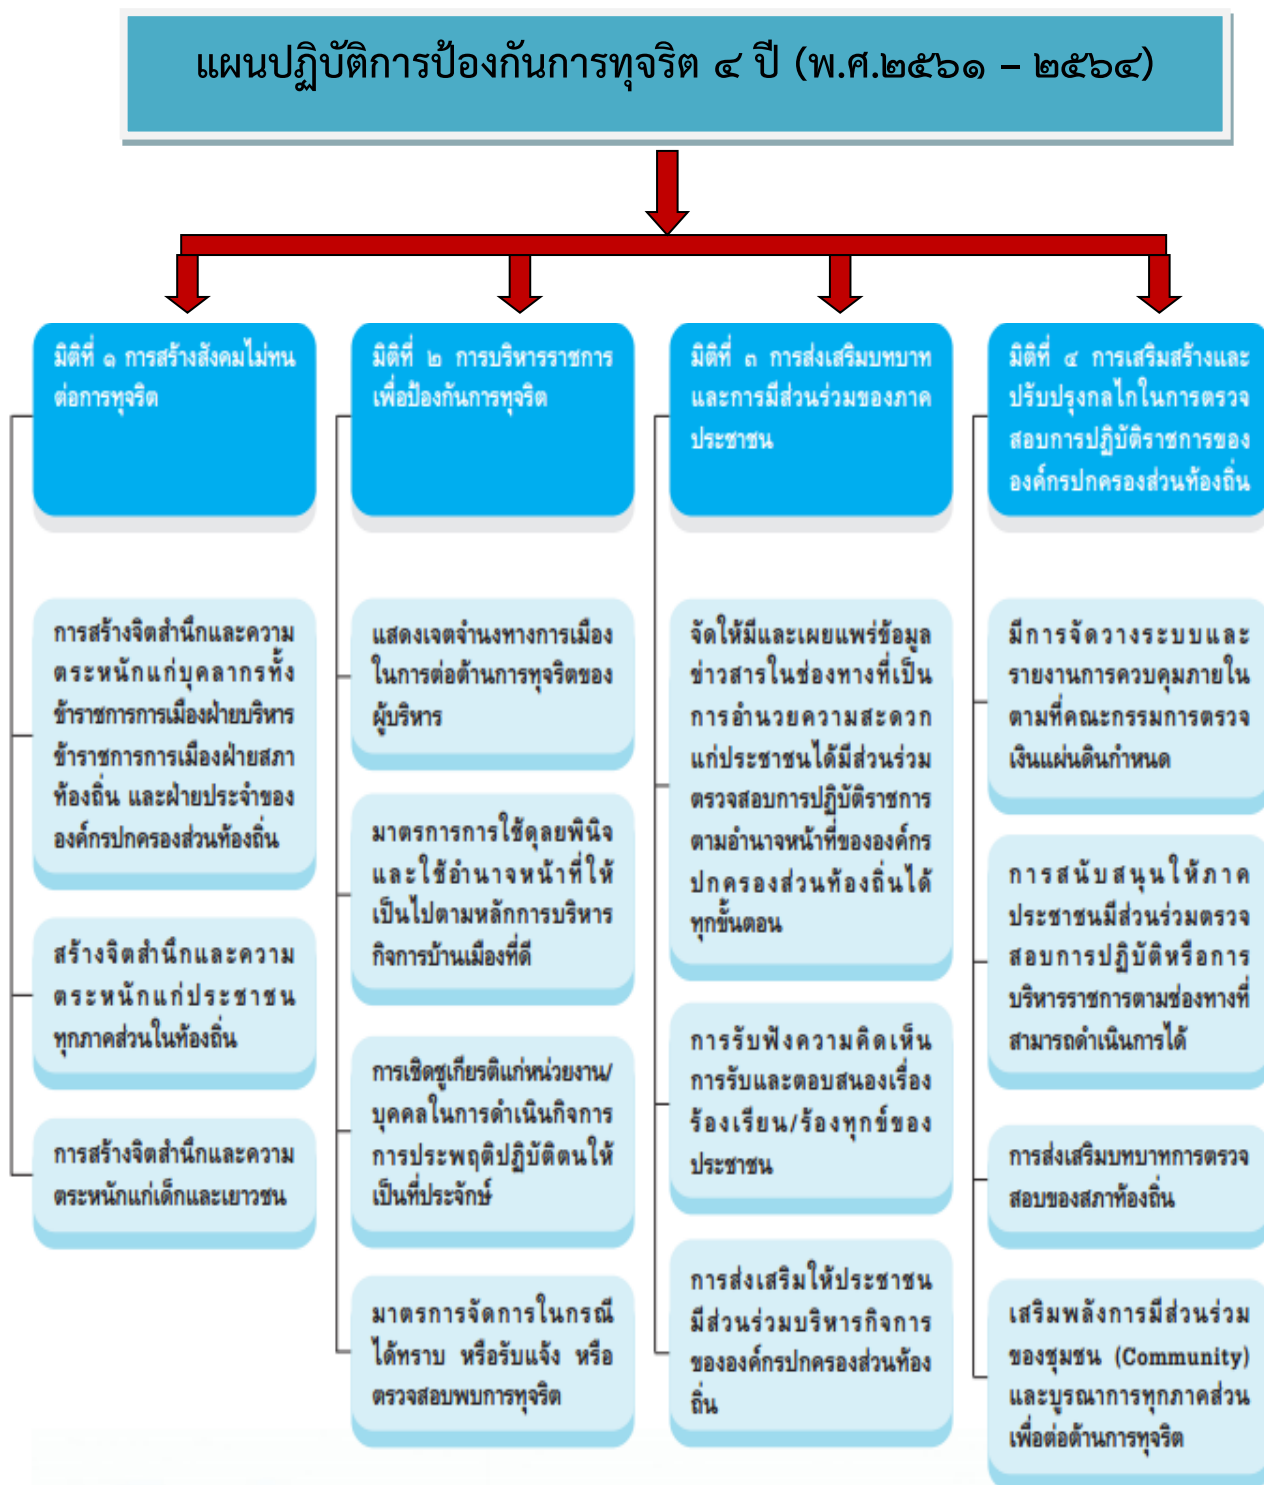 แผนปฏิบัติการป้องกันการทุจริต ๔ ปี (พ.ศ.๒๕๖๑ – ๒๕๖๔)
มิติที่ ๑ การสร้างสังคมไม่ทน
ต่อการทุจริต
การสร้างจิตสำนึกและความ
ตระหนักแก่บุคลากรทั้ง
ข้าราชการการเมืองฝ่ายบริหาร
ข้าราชการการเมืองฝ่ายสภา
ท้องถิ่น และฝ่ายประจำของ
องค์กรปกครองส่วนท้องถิ่น
สร้างจิตสำนึกและความ
ตระหนักแก่ประชาชน
ทุกภาคส่วนในท้องถิ่น
การสร้างจิตสำนึกและความ
ตระหนักแก่เด็กและเยาวชน
มิติที่ ๒ การบริหารราชการ
เพื่อป้องกันการทุจริต
แสดงเจตจำนงทางการเมือง
ในการต่อต้านการทุจริตของ
ผู้บริหาร
มาตรการการใช้ดุลยพินิจ
และใช้อำนาจหน้าที่ให้
เป็นไปตามหลักการบริหาร
กิจการบ้านเมืองที่ดี
การเชิดชูเกียรติแก่หน่วยงาน/
บุคคลในการดำเนินกิจการ
การประพฤติปฏิบัติตนให้
เป็นที่ประจักษ์
มาตรการจัดการในกรณี
ได้ทราบ หรือรับแจ้ง หรือ
ตรวจสอบพบการทุจริต
มิติที่ ๓ การส่งเสริมบทบาท
และการมีส่วนร่วมของภาค
ประชาชน
จัดให้มีและเผยแพร่ข้อมูล
ข่าวสารในช่องทางที่เป็น
การอำนวยความสะดวก
แก่ประชาชนได้มีส่วนร่วม
ตรวจสอบการปฏิบัติราชการ
ตามอำนาจหน้าที่ขององค์กร
ปกครองส่วนท้องถิ่นได้
ทุกขั้นตอน
การรับฟังความคิดเห็น
การรับและตอบสนองเรื่อง
ร้องเรียน/ร้องทุกข์ของ
ประชาชน
การส่งเสริมให้ประชาชน
มีส่วนร่วมบริหารกิจการ
ขององค์กรปกครองส่วนท้อง
ถิ่น
มิติที่ ๔ การเสริมสร้างและ
ปรับปรุงกลไกในการตรวจ
สอบการปฏิบัติราชการของ
องค์กรปกครองส่วนท้องถิ่น
มีการจัดวางระบบและ
รายงานการควบคุมภายใน
ตามที่คณะกรรมการตรวจ
เงินแผ่นดินกำหนด
การสนับสนุนให้ภาค
ประชาชนมีส่วนร่วมตรวจ
สอบการปฏิบัติหรือการ
บริหารราชการตามช่องทางที่
สามารถดำเนินการได้
การส่งเสริมบทบาทการตรวจ
สอบของสภาท้องถิ่น
เสริมพลังการมีส่วนร่วม
ของชุมชน (Community)
และบูรณาการทุกภาคส่วน
เพื่อต่อต้านการทุจริต